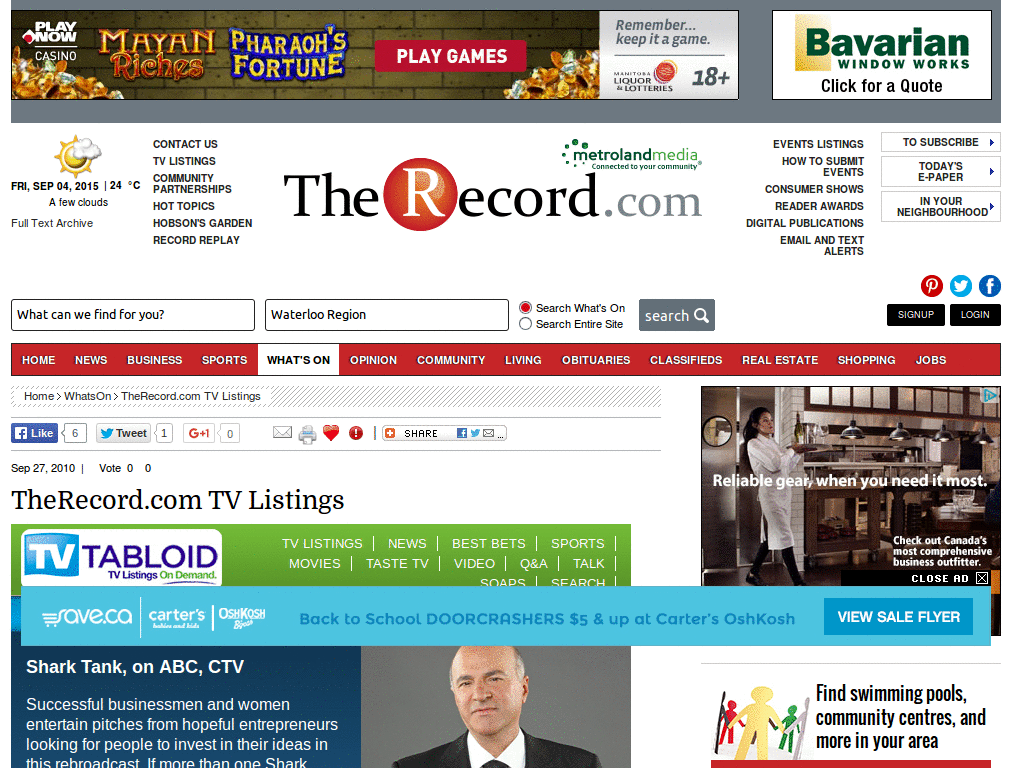 PLAY NOW CASINO
MAYAN Riches
PHARAOH'S FORTUNE
PLAY GAMES
Remember... keep it a game.
MANITOBA LIQUOR & LOTTERIES
18+
Bavarian
WINDOW WORKS
Click for a Quote
FRI, SEP 04, 2015 | 24 °C
A few clouds
Full Text Archive
CONTACT US
TV LISTINGS
COMMUNITY
PARTNERSHIPS
HOT TOPICS
HOBSON'S GARDEN
RECORD REPLAY
metrolandmedia
Connected to your community
TheRecord.com
EVENTS LISTINGS
HOW TO SUBMIT
EVENTS
CONSUMER SHOWS
READER AWARDS
DIGITAL PUBLICATIONS
EMAIL AND TEXT
ALERTS
TO SUBSCRIBE
TODAY'S
E-PAPER
IN YOUR
NEIGHBOURHOOD
What can we find for you?
Waterloo Region
Search What's On
Search Entire Site
search
SIGNUP
LOGIN
HOME NEWS BUSINESS SPORTS WHAT'S ON OPINION COMMUNITY LIVING OBITUARIES CLASSIFIEDS REAL ESTATE SHOPPING JOBS
Home > WhatsOn > TheRecord.com TV Listings
Like 6 Tweet 1 G+1 0 | SHARE ...
Sep 27, 2010 | Vote 0 0
TheRecord.com TV Listings
TV TABLOID
TV Listings On Demand.
TV LISTINGS | NEWS | BEST BETS | SPORTS |
MOVIES | TASTE TV | VIDEO | Q&A | TALK |
SOAPS | SEARCH |
Reliable gear, when you need it most.
Check out Canada's
most comprehensive
business outfitter.
CLOSE AD
save.ca carter's babies and kids OSHKOSH B'gosh
Back to School DOORCRASHERS $5 & up at Carter's OshKosh
VIEW SALE FLYER
Shark Tank, on ABC, CTV
Successful businessmen and women
entertain pitches from hopeful entrepreneurs
looking for people to invest in their ideas in
this rebroadcast. If more than one Shark
Find swimming pools,
community centres, and
more in your area